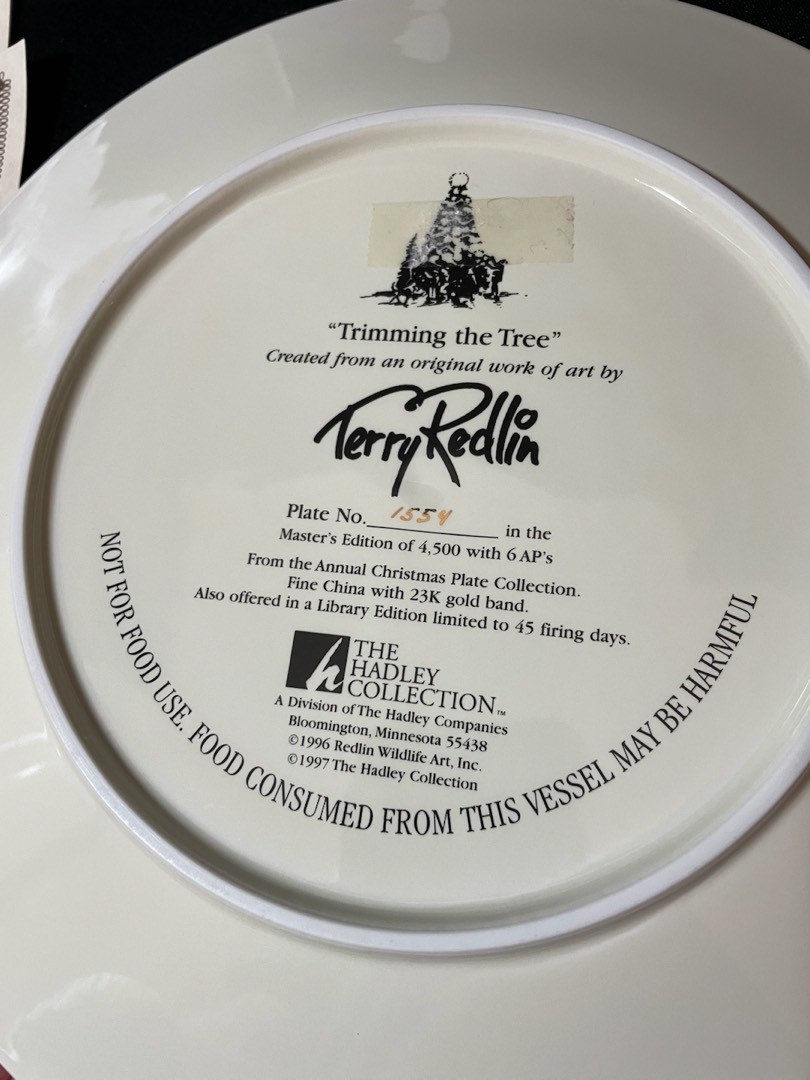 "Trimming the Tree"
Created from an original work of art by
Terry Redlin
Plate No. 1554 in the
Master's Edition of 4,500 with 6 AP's
From the Annual Christmas Plate Collection.
Fine China with 23K gold band.
Also offered in a Library Edition limited to 45 firing days.
h THE
HADLEY
COLLECTION™
A Division of The Hadley Companies
Bloomington, Minnesota 55438
©1996 Redlin Wildlife Art, Inc.
©1997 The Hadley Collection
NOT FOR FOOD USE. FOOD CONSUMED FROM THIS VESSEL MAY BE HARMFUL